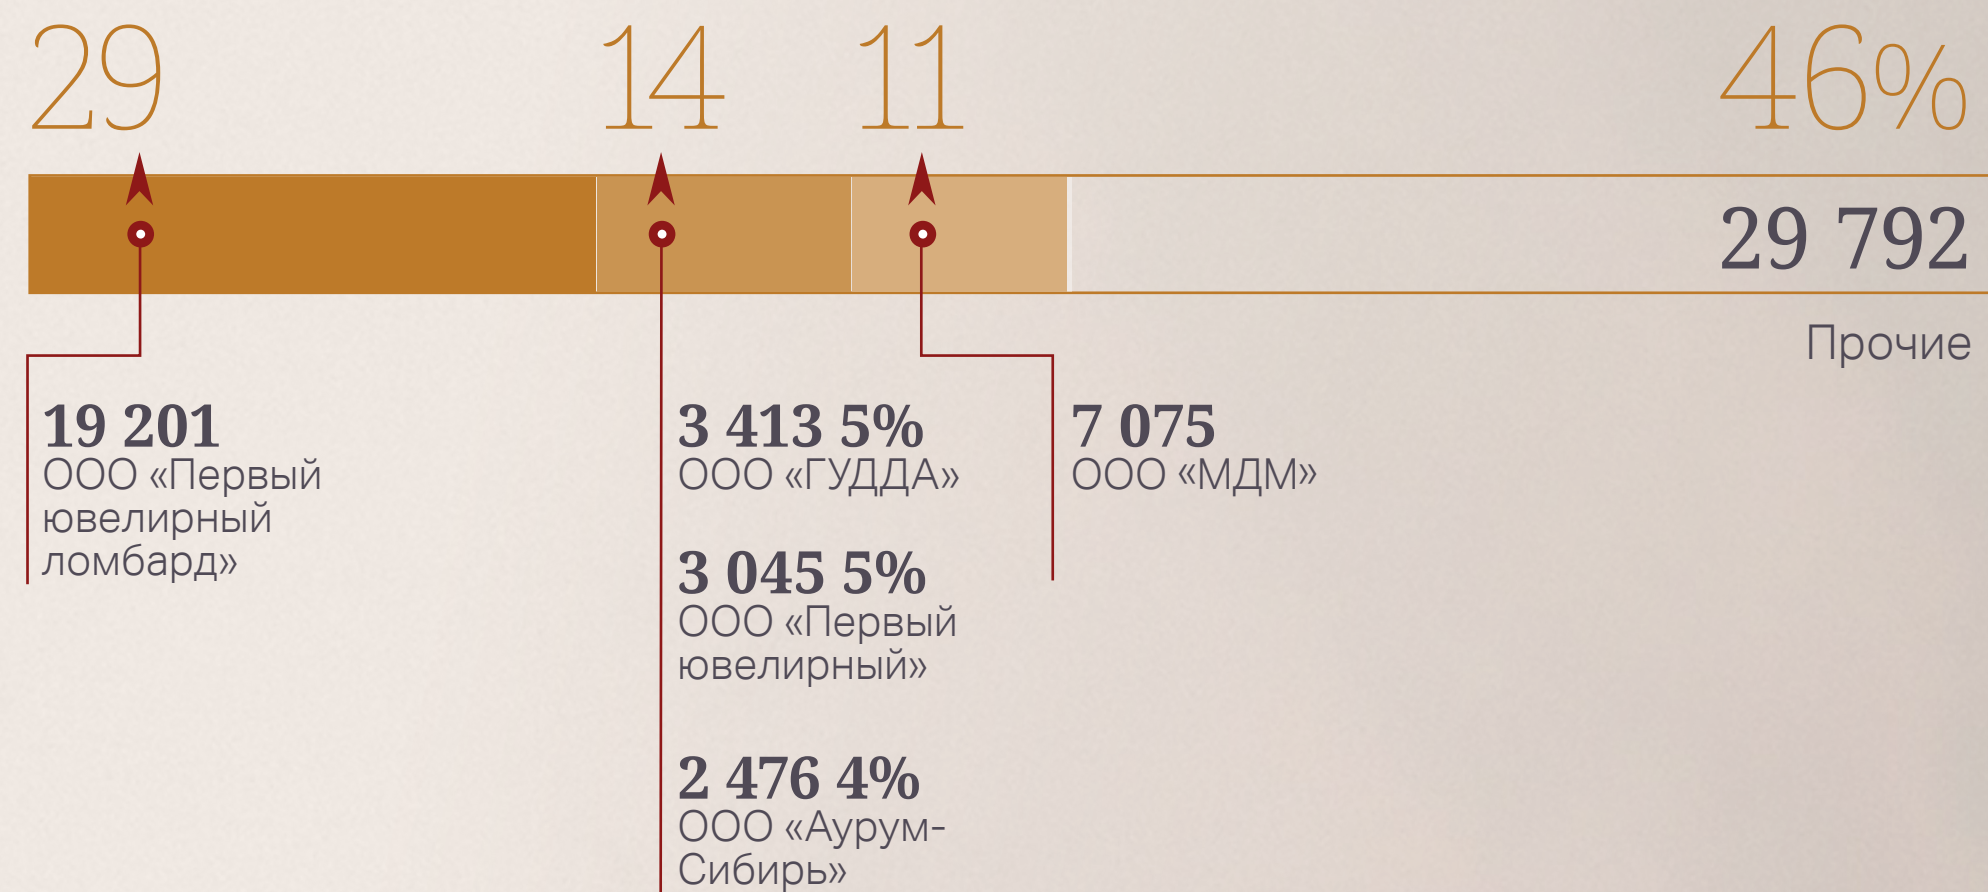 29
14
11
46%
29 792
Прочие
19 201
ООО «Первый
ювелирный
ломбард»
3 413 5%
ООО «ГУДДА»
3 045 5%
ООО «Первый
ювелирный»
2 476 4%
ООО «Аурум-
Сибирь»
7 075
ООО «МДМ»